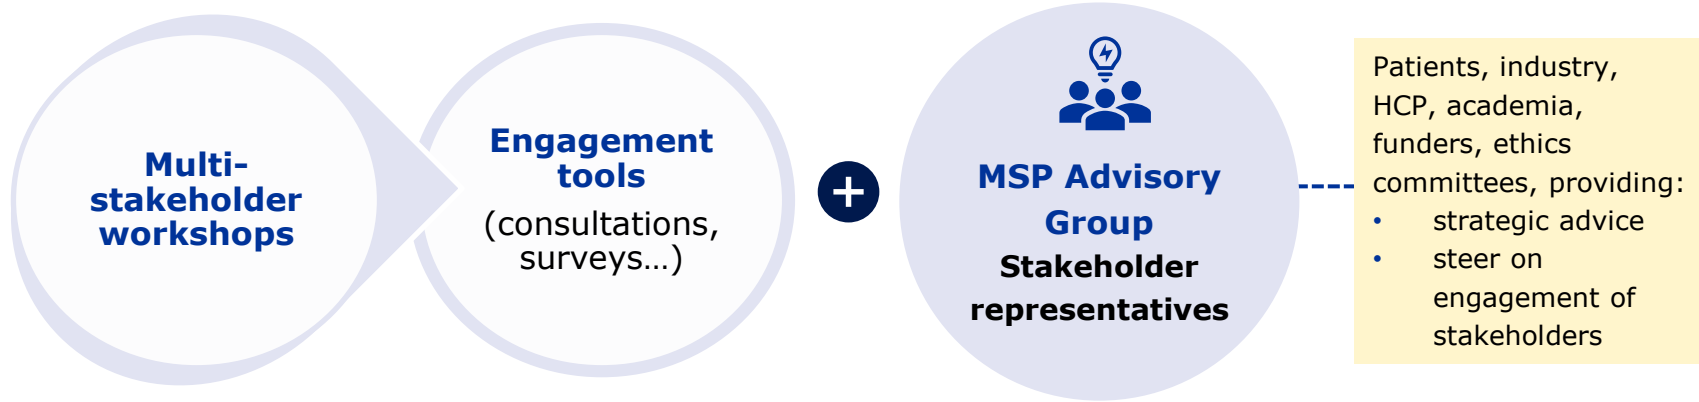 Multi-
stakeholder
workshops
Engagement
tools
(consultations,
surveys...)
+
MSP Advisory
Group
Stakeholder
representatives
Patients, industry,
HCP, academia,
funders, ethics
committees, providing:
• strategic advice
• steer on
engagement of
stakeholders